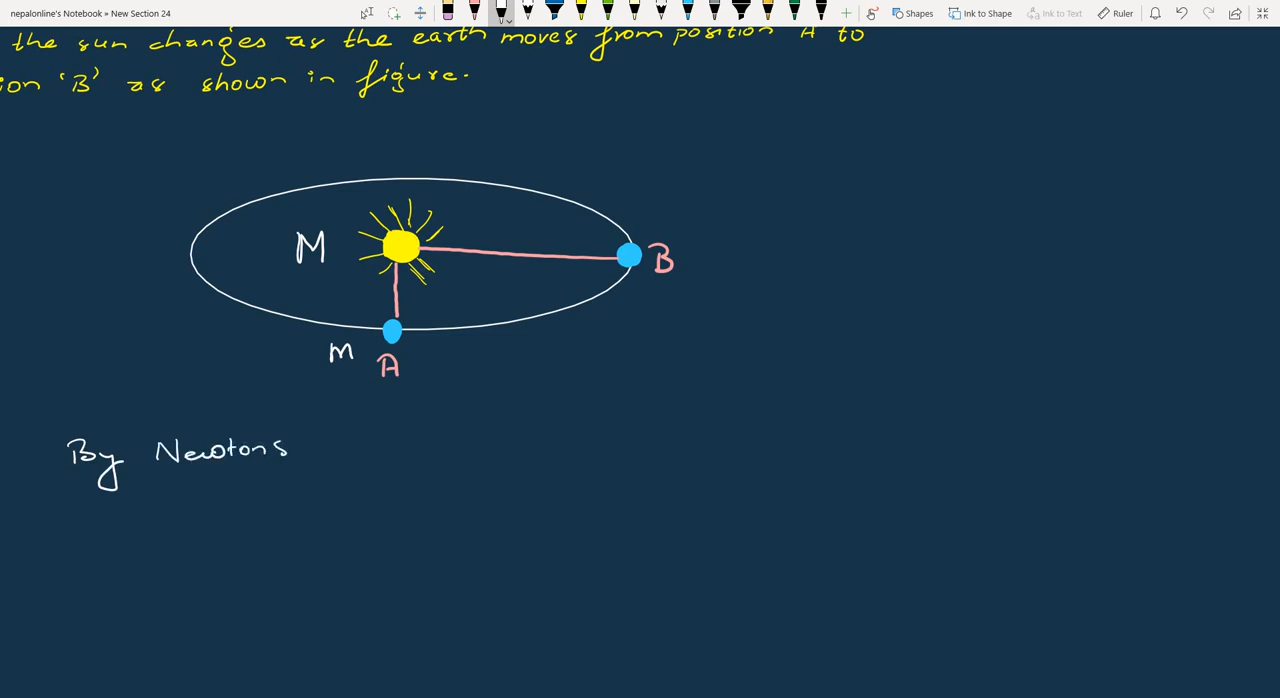 nepalonline's Notebook » New Section 24
Shapes Ink to Shape Ink to Text Ruler
the sun changes as the earth moves from position A to
ion 'B' as shown in figure.
M
B
m
A
By Newtons